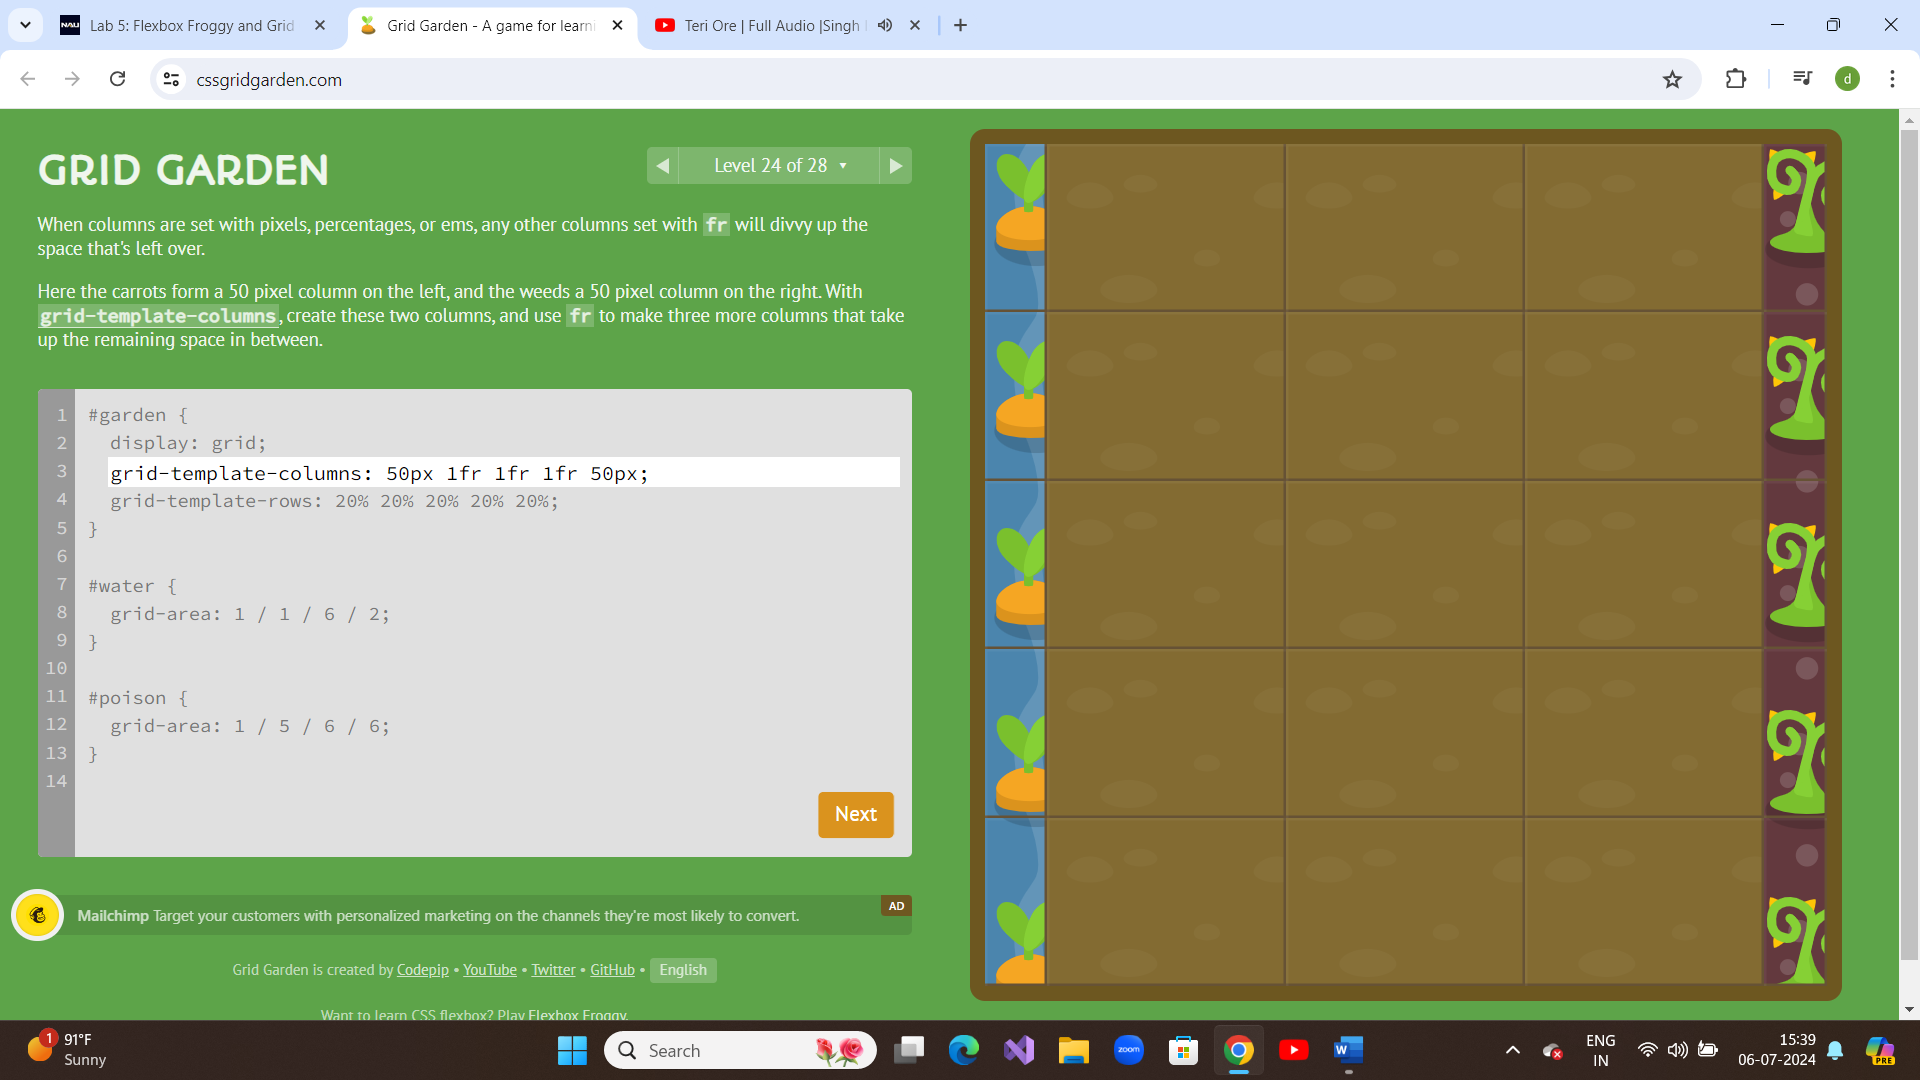 NAU Lab 5: Flexbox Froggy and Grid
Grid Garden - A game for learni
Teri Ore | Full Audio |Singh
cssgridgarden.com
d
GRID GARDEN
Level 24 of 28
When columns are set with pixels, percentages, or ems, any other columns set with fr will divvy up the
space that's left over.
Here the carrots form a 50 pixel column on the left, and the weeds a 50 pixel column on the right. With
grid-template-columns, create these two columns, and use fr to make three more columns that take
up the remaining space in between.
1 #garden {
2 display: grid;
3 grid-template-columns: 50px 1fr 1fr 1fr 50px;
4 grid-template-rows: 20% 20% 20% 20% 20%;
5 }
6
7 #water {
8 grid-area: 1 / 1 / 6 / 2;
9 }
10
11 #poison {
12 grid-area: 1 / 5 / 6 / 6;
13 }
14
Next
Mailchimp Target your customers with personalized marketing on the channels they're most likely to convert.
AD
Grid Garden is created by Codepip • YouTube • Twitter • GitHub • English
Want to learn CSS flexbox? Play Flexbox Froggy.
1
91°F
Sunny
Search
zoom
W
ENG
IN
15:39
06-07-2024
PRE